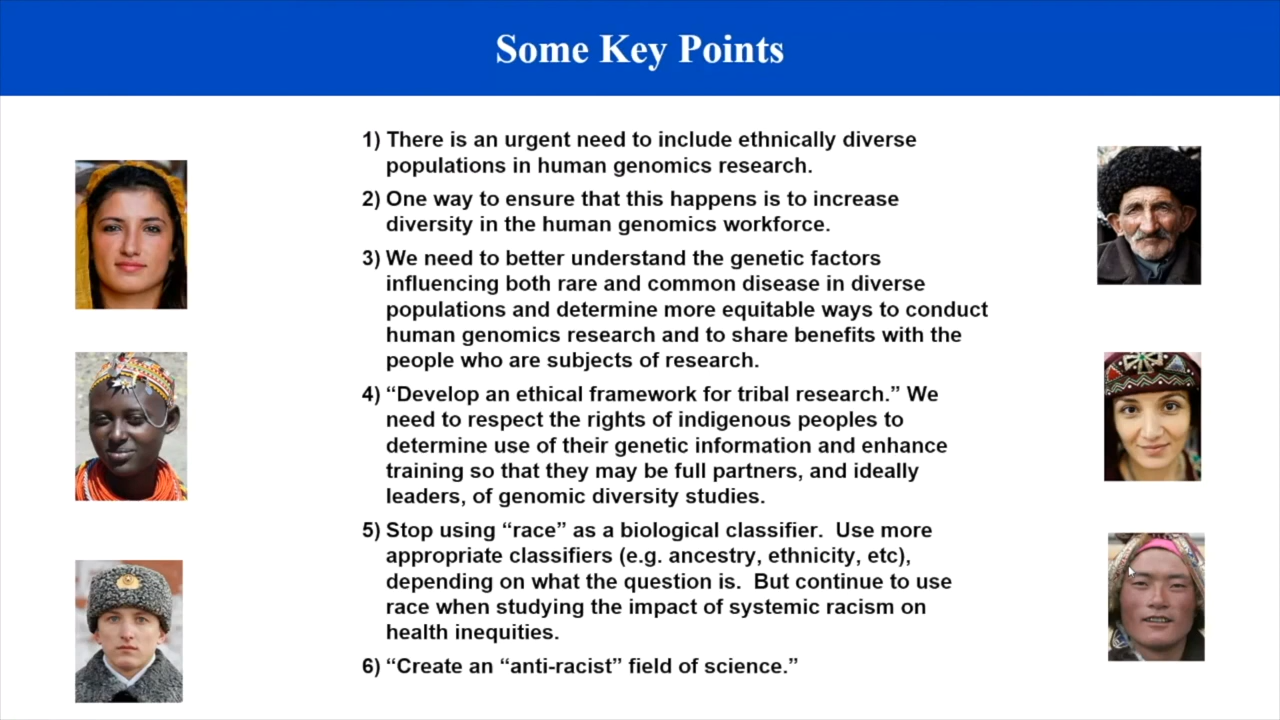 Some Key Points
1) There is an urgent need to include ethnically diverse
populations in human genomics research.
2) One way to ensure that this happens is to increase
diversity in the human genomics workforce.
3) We need to better understand the genetic factors
influencing both rare and common disease in diverse
populations and determine more equitable ways to conduct
human genomics research and to share benefits with the
people who are subjects of research.
4) “Develop an ethical framework for tribal research.” We
need to respect the rights of indigenous peoples to
determine use of their genetic information and enhance
training so that they may be full partners, and ideally
leaders, of genomic diversity studies.
5) Stop using “race” as a biological classifier.  Use more
appropriate classifiers (e.g. ancestry, ethnicity, etc),
depending on what the question is.  But continue to use
race when studying the impact of systemic racism on
health inequities.
6) “Create an “anti-racist” field of science.”